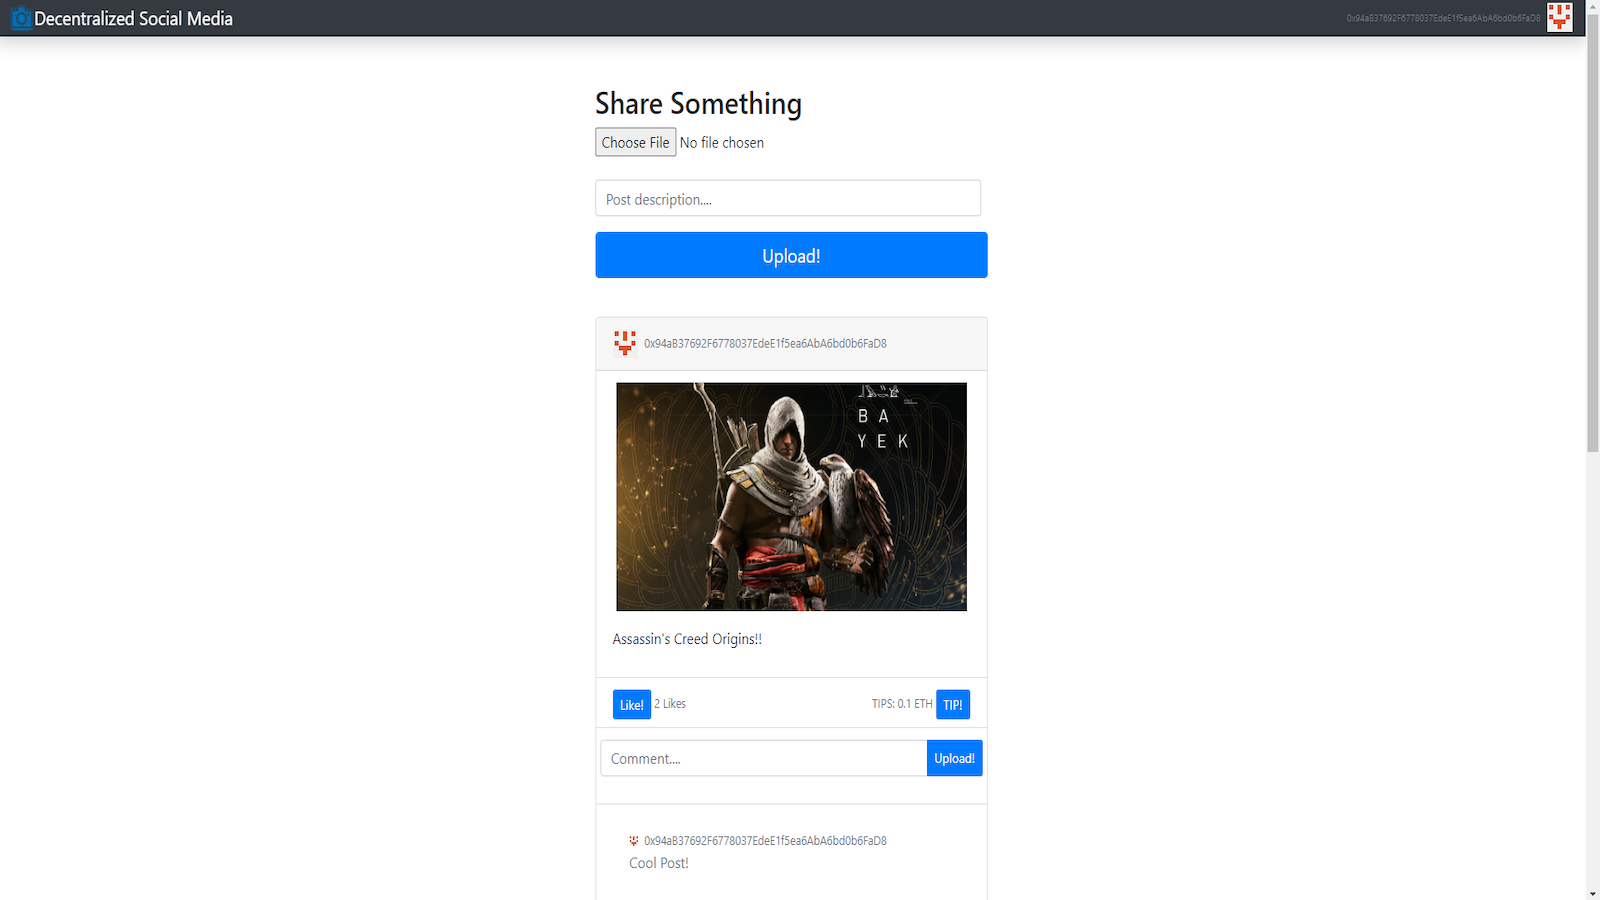 Decentralized Social Media
0x94aB37692F6778037EdeE1f5ea6AbA6bd0b6FaD8
Share Something
Choose File No file chosen
Post description....
Upload!
0x94aB37692F6778037EdeE1f5ea6AbA6bd0b6FaD8
B A
Y E K
Assassin's Creed Origins!!
Like! 2 Likes TIPS: 0.1 ETH TIP!
Comment.... Upload!
0x94aB37692F6778037EdeE1f5ea6AbA6bd0b6FaD8
Cool Post!